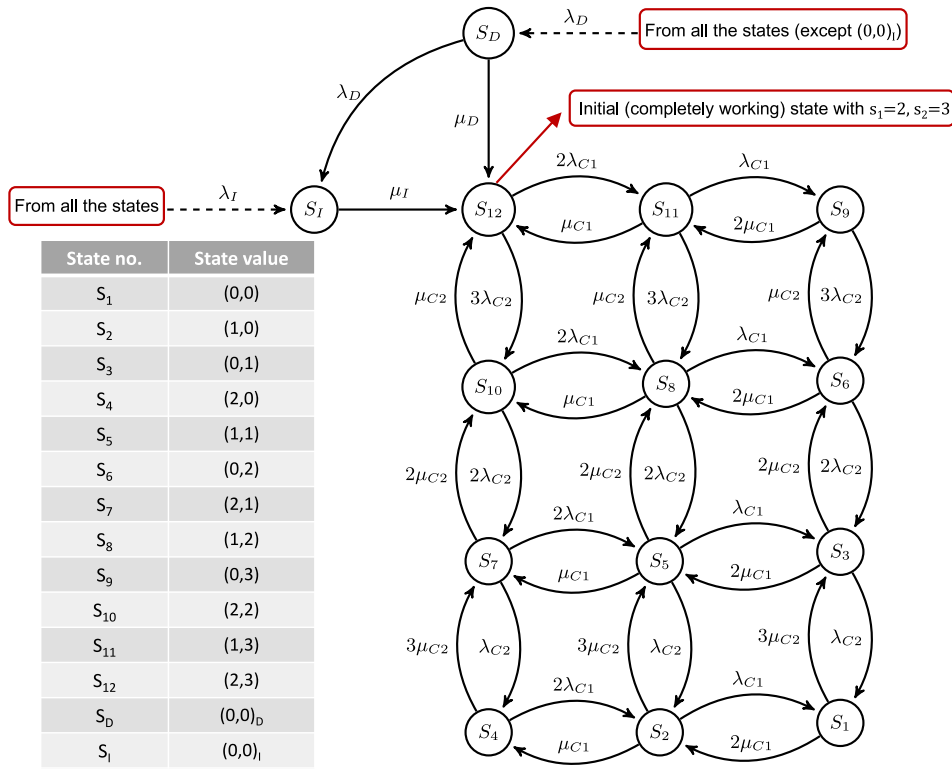 S_D
λ_D
From all the states (except (0,0)_I)
λ_D
μ_D
Initial (completely working) state with s_1=2, s_2=3
From all the states
λ_I
S_I
μ_I
S_12
2λ_C1
μ_C1
S_11
λ_C1
2μ_C1
S_9
μ_C2
3λ_C2
μ_C2
3λ_C2
μ_C2
3λ_C2
S_10
2λ_C1
μ_C1
S_8
λ_C1
2μ_C1
S_6
2μ_C2
2λ_C2
2μ_C2
2λ_C2
2μ_C2
2λ_C2
S_7
2λ_C1
μ_C1
S_5
λ_C1
2μ_C1
S_3
3μ_C2
λ_C2
3μ_C2
λ_C2
3μ_C2
λ_C2
S_4
2λ_C1
μ_C1
S_2
λ_C1
2μ_C1
S_1
State no. State value
S_1 (0,0)
S_2 (1,0)
S_3 (0,1)
S_4 (2,0)
S_5 (1,1)
S_6 (0,2)
S_7 (2,1)
S_8 (1,2)
S_9 (0,3)
S_10 (2,2)
S_11 (1,3)
S_12 (2,3)
S_D (0,0)_D
S_I (0,0)_I